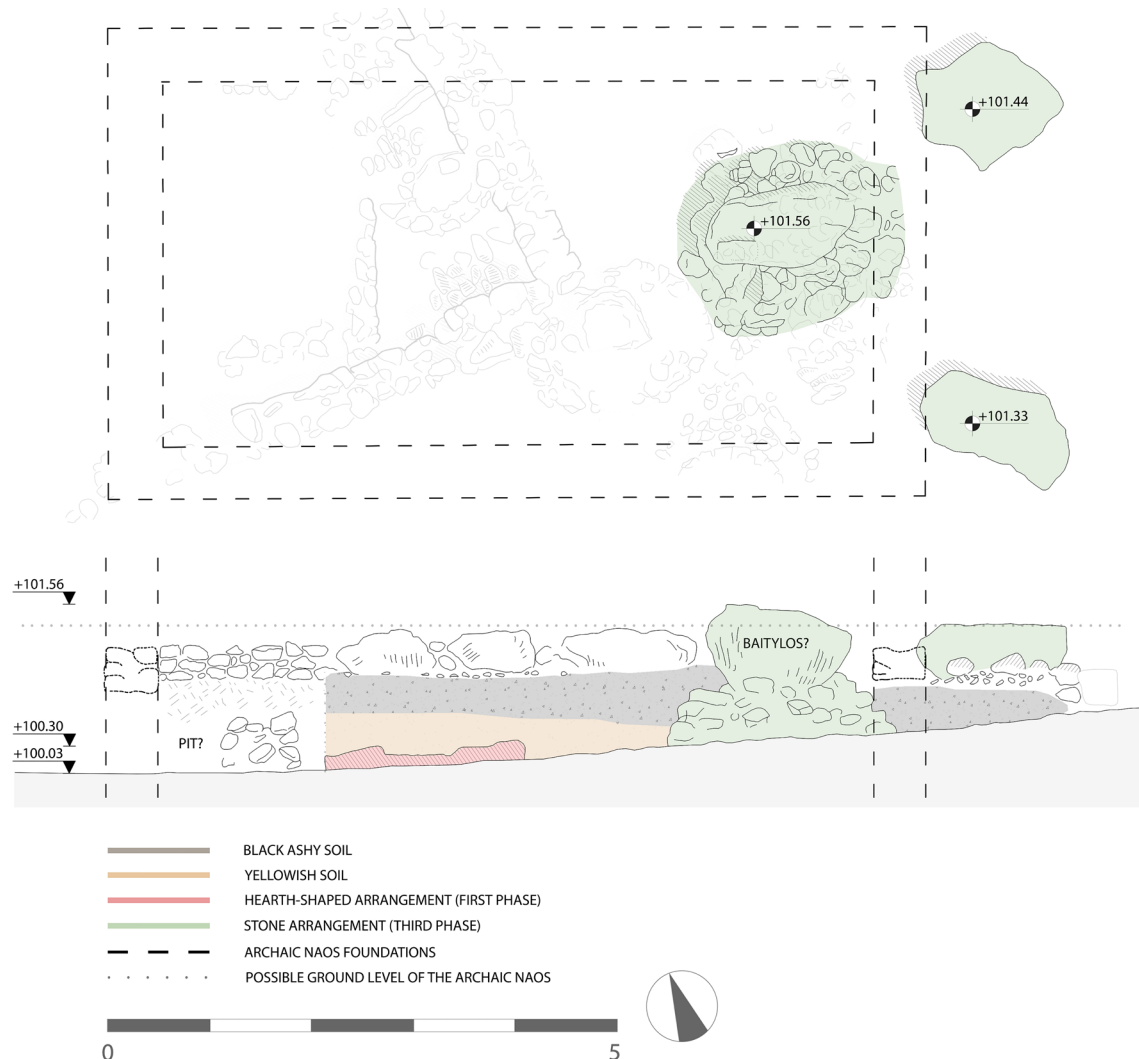 +101.44
+101.56
+101.33
+101.56
BAITYLOS?
+100.30
PIT?
+100.03
BLACK ASHY SOIL
YELLOWISH SOIL
HEARTH-SHAPED ARRANGEMENT (FIRST PHASE)
STONE ARRANGEMENT (THIRD PHASE)
ARCHAIC NAOS FOUNDATIONS
POSSIBLE GROUND LEVEL OF THE ARCHAIC NAOS
0 5